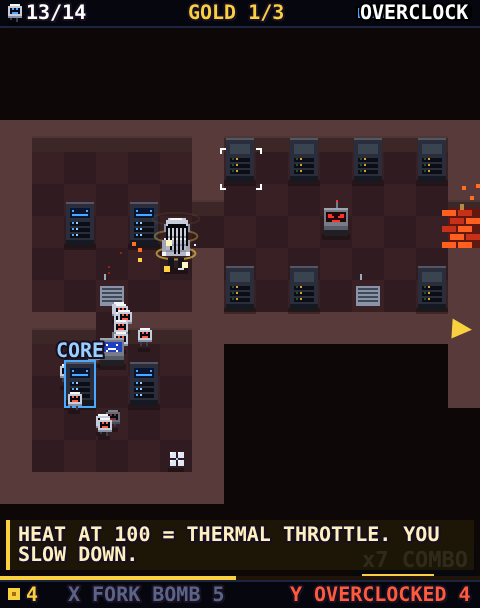 13/14
GOLD 1/3
OVERCLOCK
CORE
HEAT AT 100 = THERMAL THROTTLE. YOU
SLOW DOWN.
x7 COMBO
4
X FORK BOMB 5
Y OVERCLOCKED 4